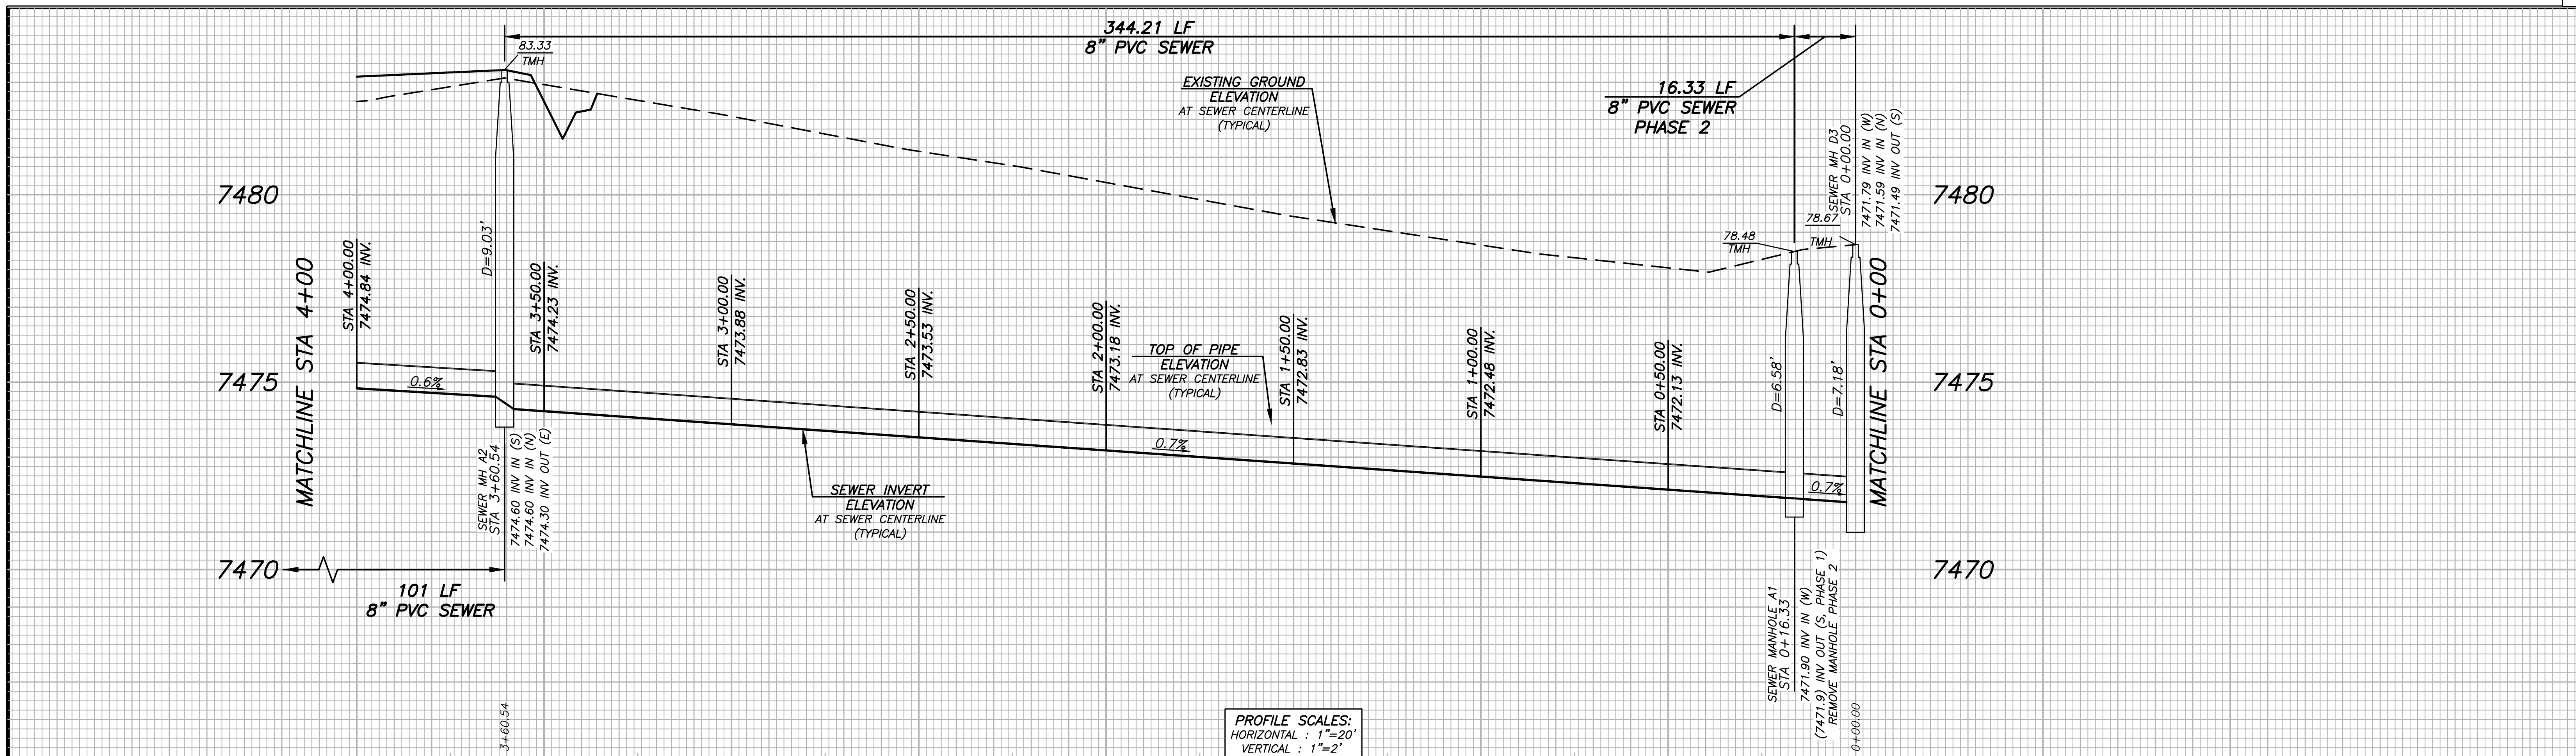 344.21 LF
8" PVC SEWER
83.33
TMH
EXISTING GROUND
ELEVATION
AT SEWER CENTERLINE
(TYPICAL)
16.33 LF
8" PVC SEWER
PHASE 2
SEWER MH D3
STA 0+00.00
7471.79 INV IN (W)
7471.59 INV IN (N)
7471.49 INV OUT (S)
7480
7480
78.67
TMH
78.48
TMH
D=9.03'
MATCHLINE STA 4+00
STA 4+00.00
7474.84 INV.
STA 3+50.00
7474.23 INV.
STA 3+00.00
7473.88 INV.
STA 2+50.00
7473.53 INV.
STA 2+00.00
7473.18 INV.
TOP OF PIPE
ELEVATION
AT SEWER CENTERLINE
(TYPICAL)
STA 1+50.00
7472.83 INV.
STA 1+00.00
7472.48 INV.
STA 0+50.00
7472.13 INV.
D=6.58'
D=7.18'
MATCHLINE STA 0+00
7475
7475
0.6%
0.7%
0.7%
SEWER MH A2
STA 3+60.54
7474.60 INV IN (S)
7474.60 INV IN (N)
7474.30 INV OUT (E)
SEWER INVERT
ELEVATION
AT SEWER CENTERLINE
(TYPICAL)
7470
7470
101 LF
8" PVC SEWER
SEWER MANHOLE A1
STA 0+16.33
7471.90 INV IN (W)
(7471.9) INV OUT (S, PHASE 1)
REMOVE MANHOLE PHASE 2
3+60.54
0+00.00
PROFILE SCALES:
HORIZONTAL : 1"=20'
VERTICAL : 1"=2'